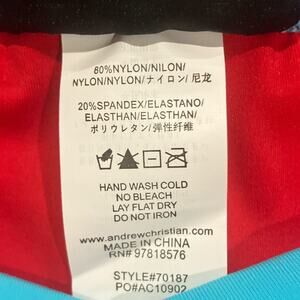 80%NYLON/NILON/
NYLON/NYLON/ナイロン/尼龙
20%SPANDEX/ELASTANO/
ELASTHAN/ELASTHAN/
ポリウレタン/弹性纤维
HAND WASH COLD
NO BLEACH
LAY FLAT DRY
DO NOT IRON
www.andrewchristian.com
MADE IN CHINA
RN# 97818576
STYLE#70187
PO#AC10902